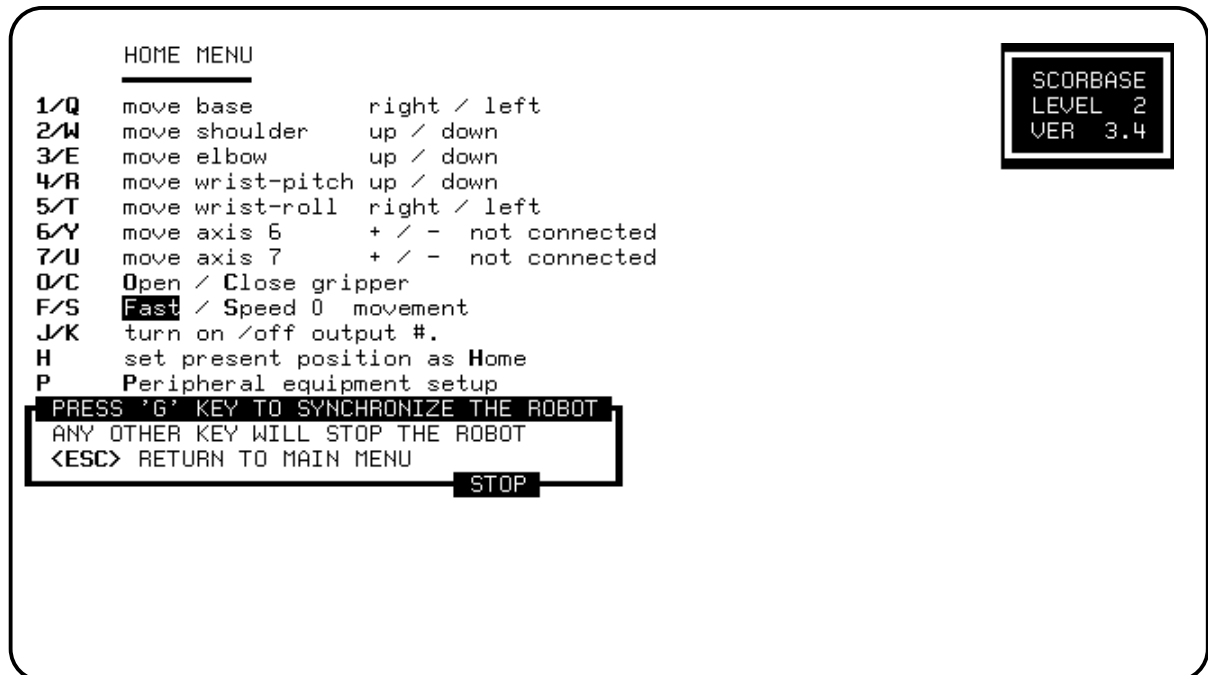 HOME MENU
SCORBASE
LEVEL 2
VER 3.4
1/Q move base right / left
2/W move shoulder up / down
3/E move elbow up / down
4/R move wrist-pitch up / down
5/T move wrist-roll right / left
6/Y move axis 6 + / - not connected
7/U move axis 7 + / - not connected
O/C Open / Close gripper
F/S Fast / Speed 0 movement
J/K turn on /off output #.
H set present position as Home
P Peripheral equipment setup
PRESS 'G' KEY TO SYNCHRONIZE THE ROBOT
ANY OTHER KEY WILL STOP THE ROBOT
<ESC> RETURN TO MAIN MENU
STOP